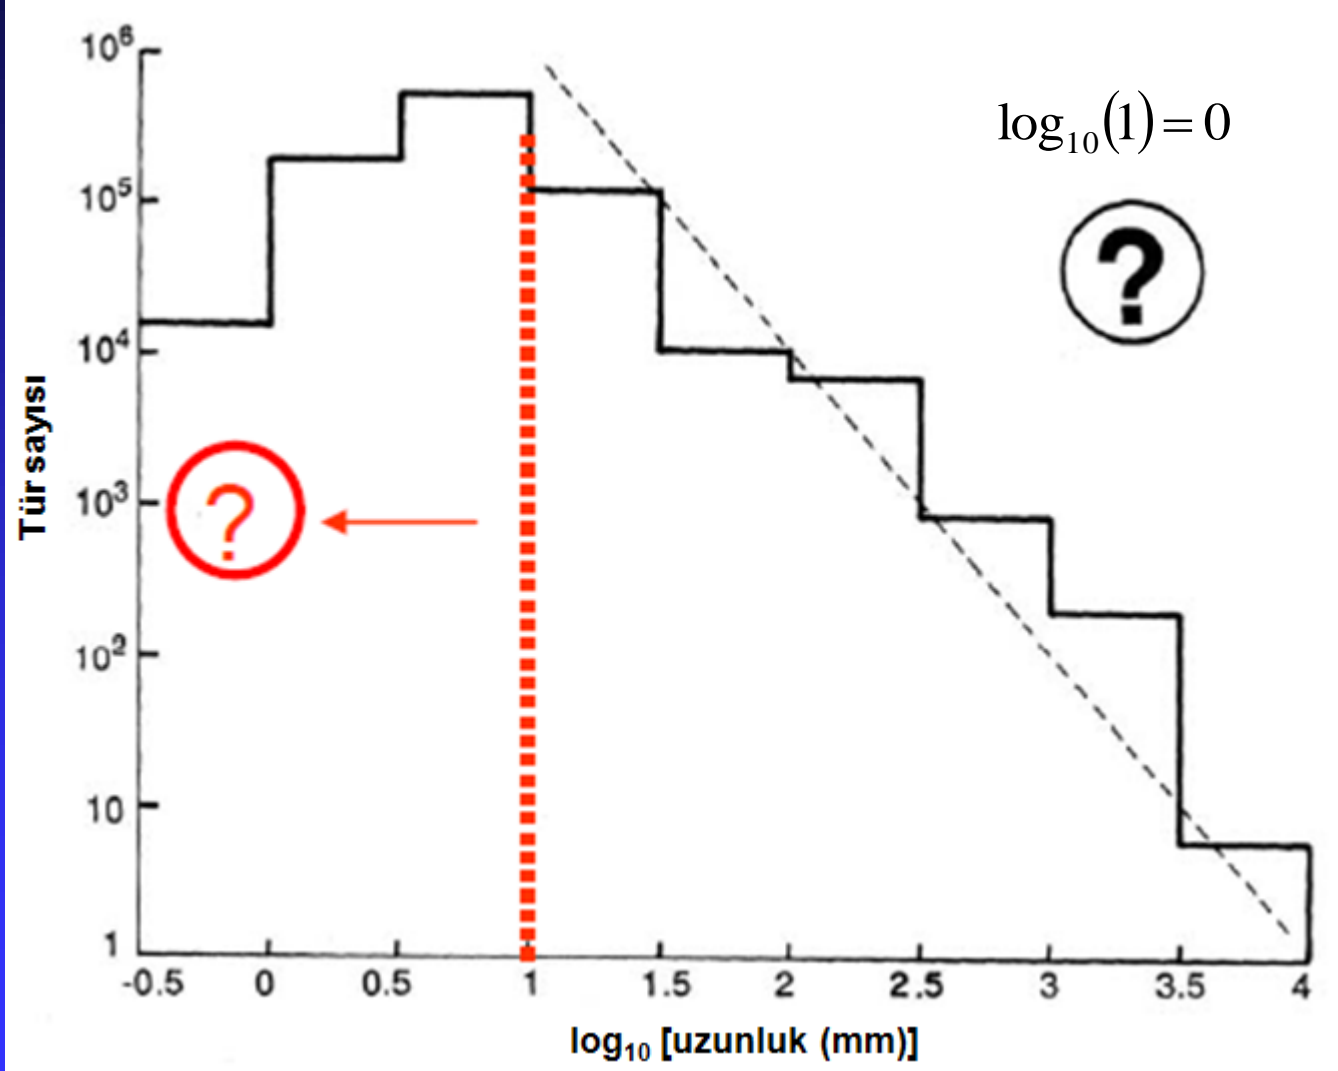 10⁶
log₁₀(1) = 0
10⁵
?
10⁴
Tür sayısı
10³
?
10²
10
1
-0.5 0 0.5 1 1.5 2 2.5 3 3.5 4
log₁₀ [uzunluk (mm)]